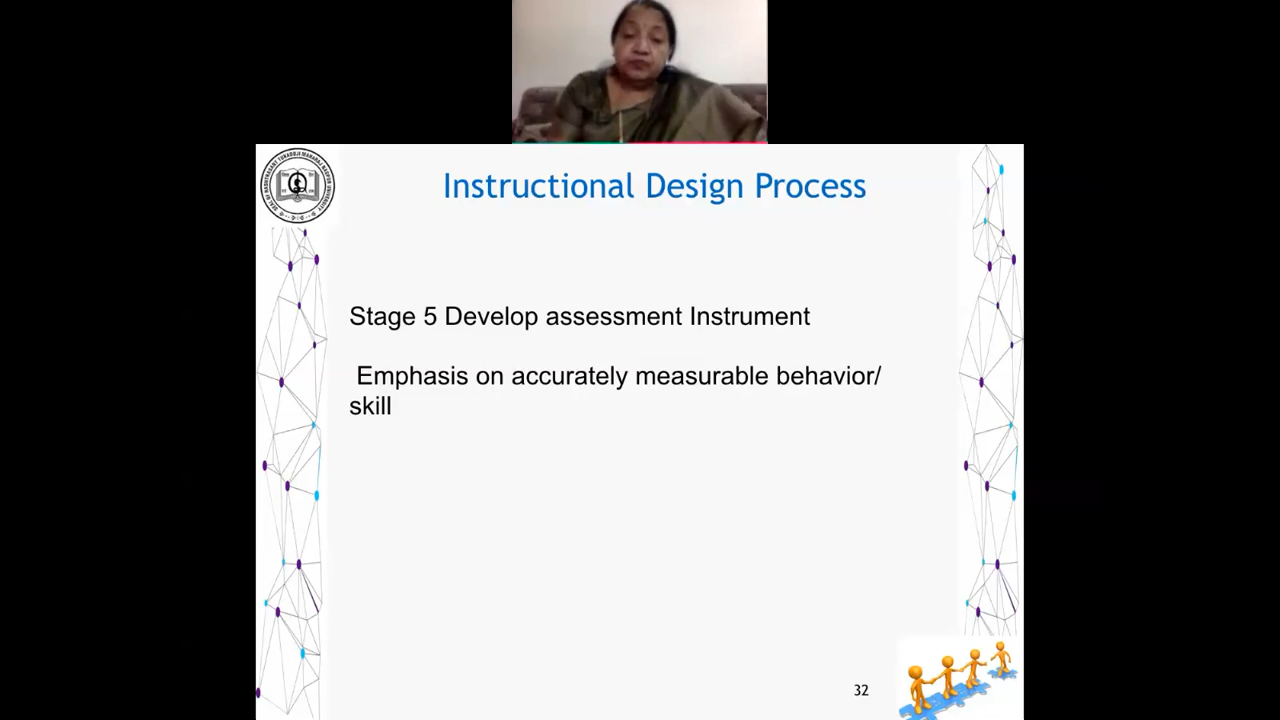 Instructional Design Process
Stage 5 Develop assessment Instrument
Emphasis on accurately measurable behavior/
skill
32